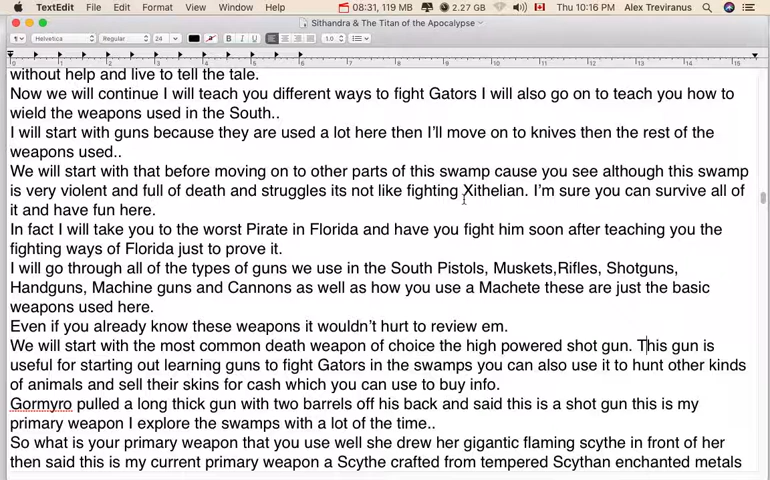 TextEdit File Edit Format View Window Help 08:31, 119 MB 2.27 GB Thu 10:16 PM Alex Treviranus
Sithandra & The Titan of the Apocalypse
¶ Helvetica Regular 24 a B I U 1.0
0 1 2 3 4 5 6 7 8 9 10 11 12 13 14 15
without help and live to tell the tale.
Now we will continue I will teach you different ways to fight Gators I will also go on to teach you how to
wield the weapons used in the South..
I will start with guns because they are used a lot here then I’ll move on to knives then the rest of the
weapons used..
We will start with that before moving on to other parts of this swamp cause you see although this swamp
is very violent and full of death and struggles its not like fighting Xithelian. I’m sure you can survive all of
it and have fun here.
In fact I will take you to the worst Pirate in Florida and have you fight him soon after teaching you the
fighting ways of Florida just to prove it.
I will go through all of the types of guns we use in the South Pistols, Muskets,Rifles, Shotguns,
Handguns, Machine guns and Cannons as well as how you use a Machete these are just the basic
weapons used here.
Even if you already know these weapons it wouldn’t hurt to review em.
We will start with the most common death weapon of choice the high powered shot gun. This gun is
useful for starting out learning guns to fight Gators in the swamps you can also use it to hunt other kinds
of animals and sell their skins for cash which you can use to buy info.
Gormyro pulled a long thick gun with two barrels off his back and said this is a shot gun this is my
primary weapon I explore the swamps with a lot of the time..
So what is your primary weapon that you use well she drew her gigantic flaming scythe in front of her
then said this is my current primary weapon a Scythe crafted from tempered Scythan enchanted metals